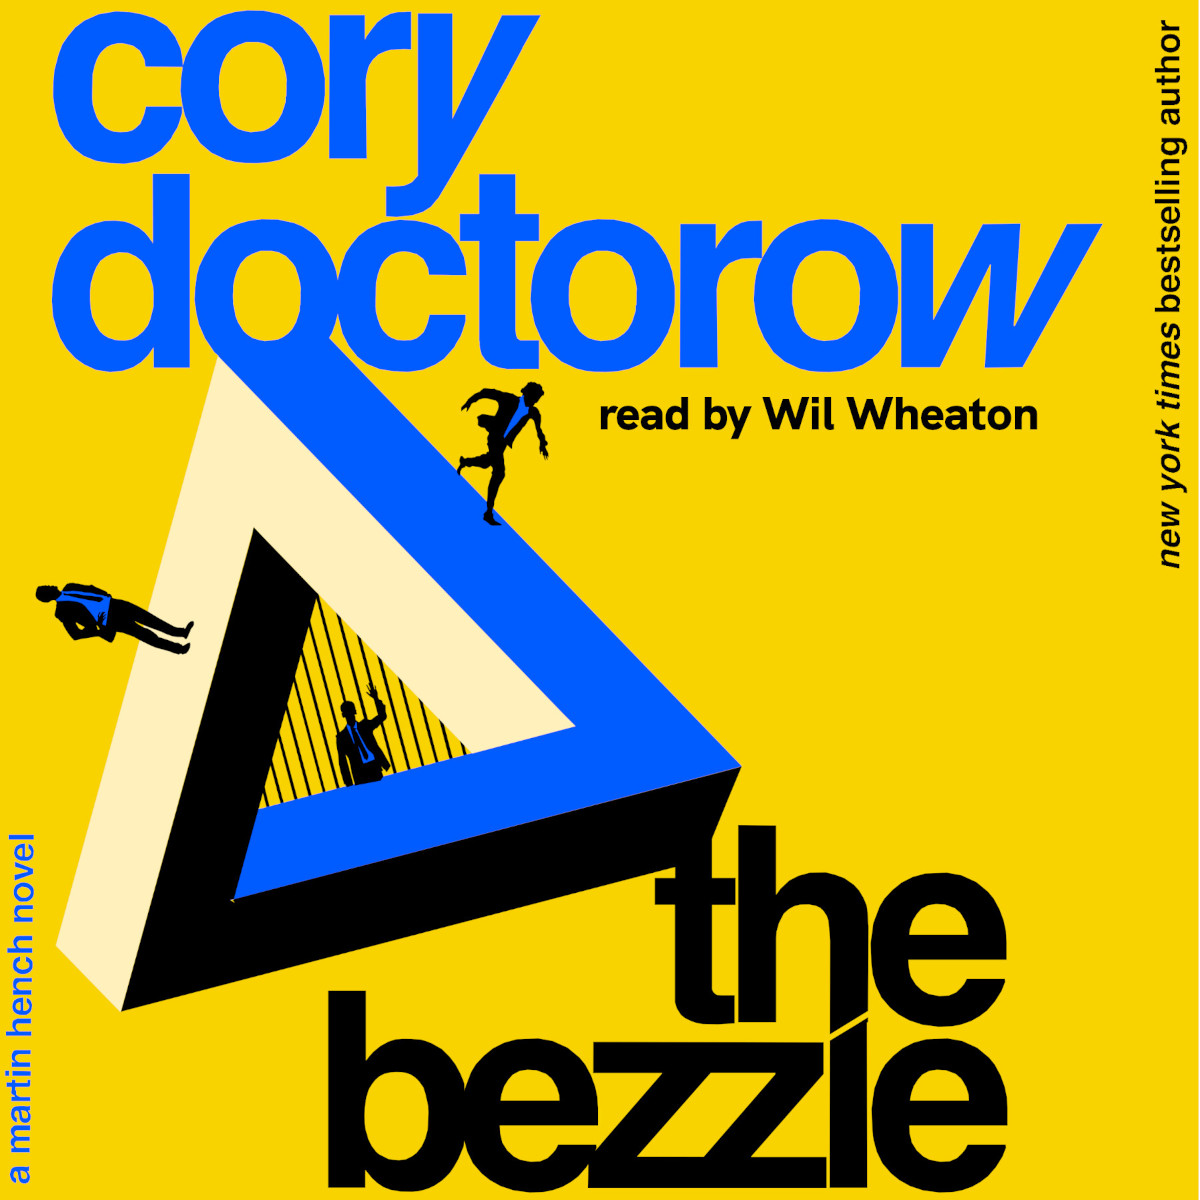 cory
doctorow
new york times bestselling author
read by Wil Wheaton
a martin hench novel
the
bezzle